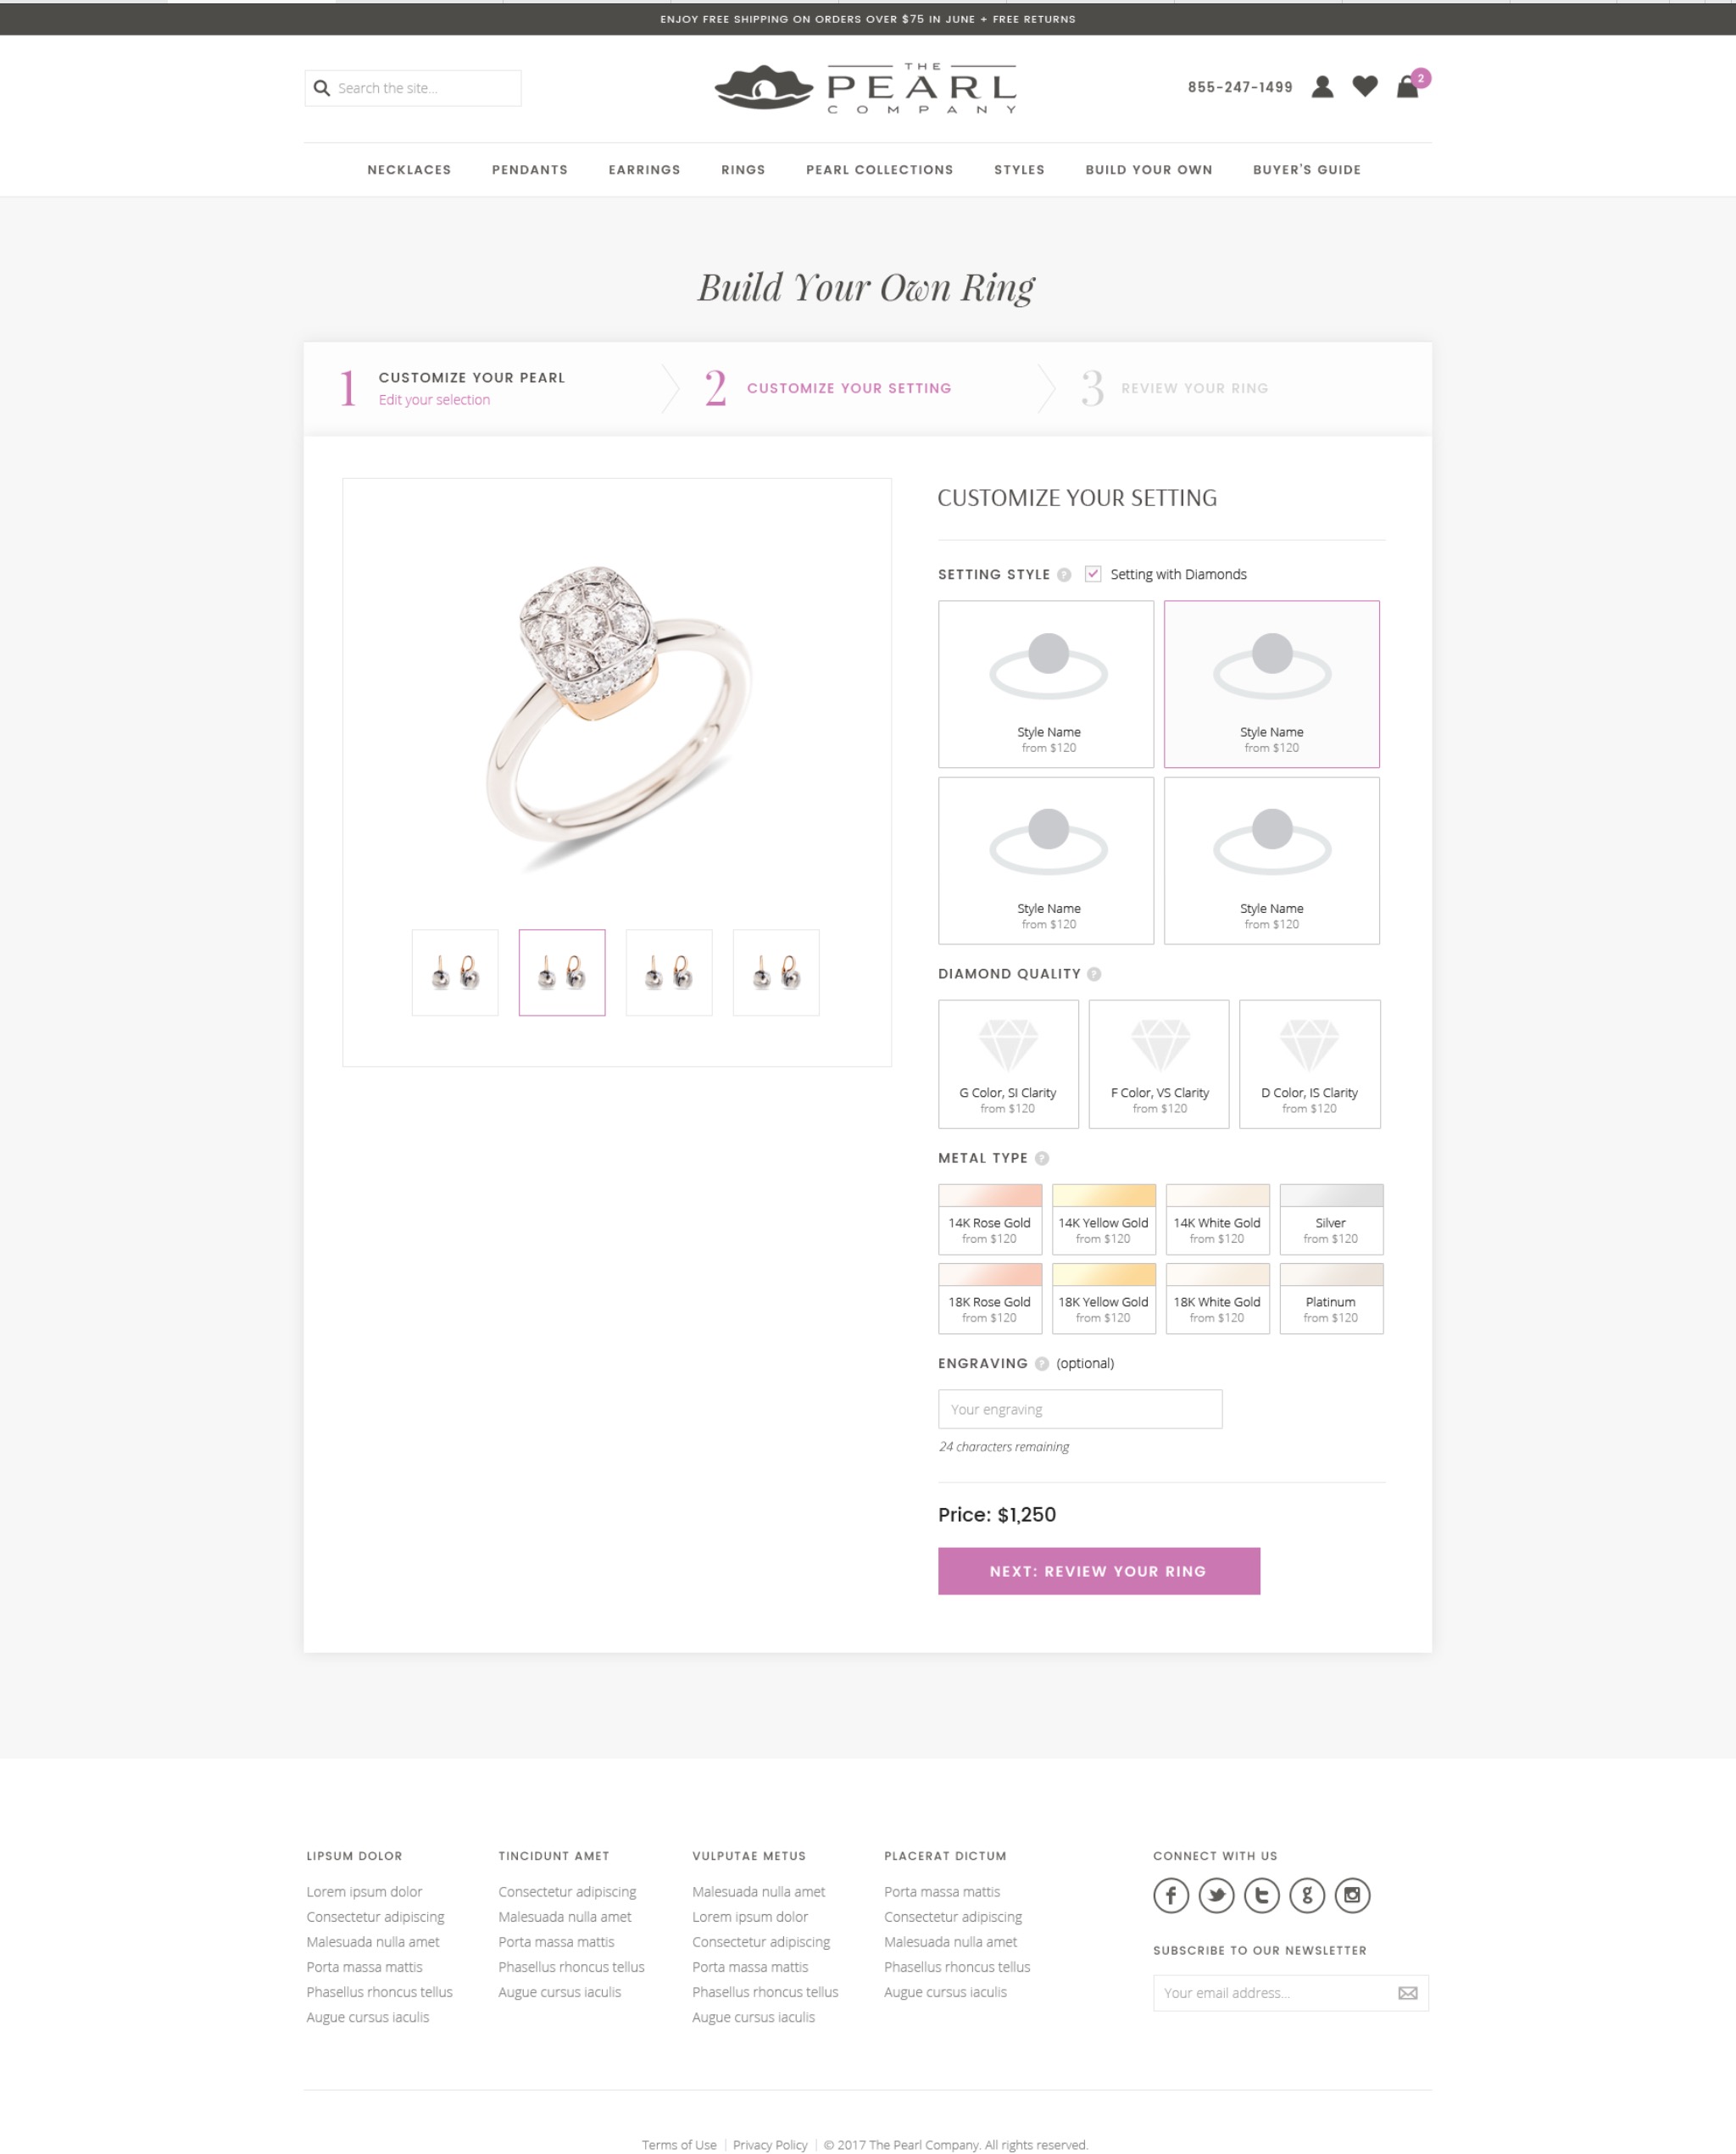 ENJOY FREE SHIPPING ON ORDERS OVER $75 IN JUNE + FREE RETURNS
Search the site...
THE
PEARL
COMPANY
855-247-1499
2
NECKLACES PENDANTS EARRINGS RINGS PEARL COLLECTIONS STYLES BUILD YOUR OWN BUYER'S GUIDE
Build Your Own Ring
1 CUSTOMIZE YOUR PEARL
Edit your selection
2 CUSTOMIZE YOUR SETTING
3 REVIEW YOUR RING
CUSTOMIZE YOUR SETTING
SETTING STYLE ? Setting with Diamonds
Style Name
from $120
Style Name
from $120
Style Name
from $120
Style Name
from $120
DIAMOND QUALITY ?
G Color, SI Clarity
from $120
F Color, VS Clarity
from $120
D Color, IS Clarity
from $120
METAL TYPE ?
14K Rose Gold
from $120
14K Yellow Gold
from $120
14K White Gold
from $120
Silver
from $120
18K Rose Gold
from $120
18K Yellow Gold
from $120
18K White Gold
from $120
Platinum
from $120
ENGRAVING ? (optional)
Your engraving
24 characters remaining
Price: $1,250
NEXT: REVIEW YOUR RING
LIPSUM DOLOR
Lorem ipsum dolor
Consectetur adipiscing
Malesuada nulla amet
Porta massa mattis
Phasellus rhoncus tellus
Augue cursus iaculis
TINCIDUNT AMET
Consectetur adipiscing
Malesuada nulla amet
Porta massa mattis
Phasellus rhoncus tellus
Augue cursus iaculis
VULPUTAE METUS
Malesuada nulla amet
Lorem ipsum dolor
Consectetur adipiscing
Porta massa mattis
Phasellus rhoncus tellus
Augue cursus iaculis
PLACERAT DICTUM
Porta massa mattis
Consectetur adipiscing
Malesuada nulla amet
Phasellus rhoncus tellus
Augue cursus iaculis
CONNECT WITH US
SUBSCRIBE TO OUR NEWSLETTER
Your email address...
Terms of Use | Privacy Policy | © 2017 The Pearl Company. All rights reserved.